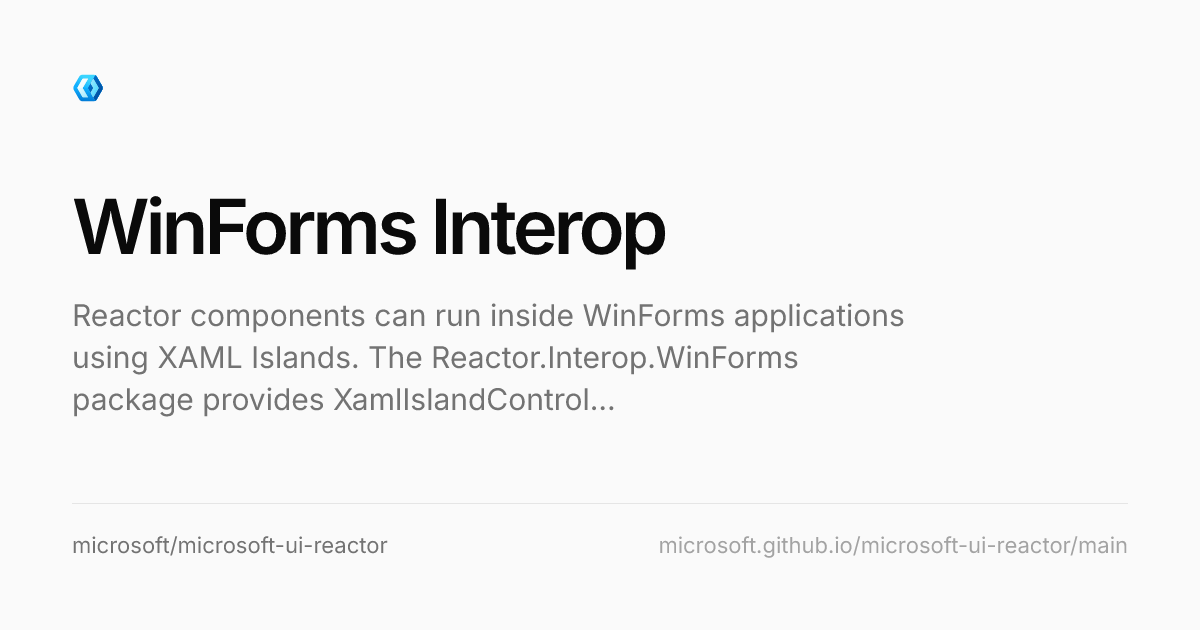 WinForms Interop
Reactor components can run inside WinForms applications
using XAML Islands. The Reactor.Interop.WinForms
package provides XamlIslandControl...
microsoft/microsoft-ui-reactor
microsoft.github.io/microsoft-ui-reactor/main